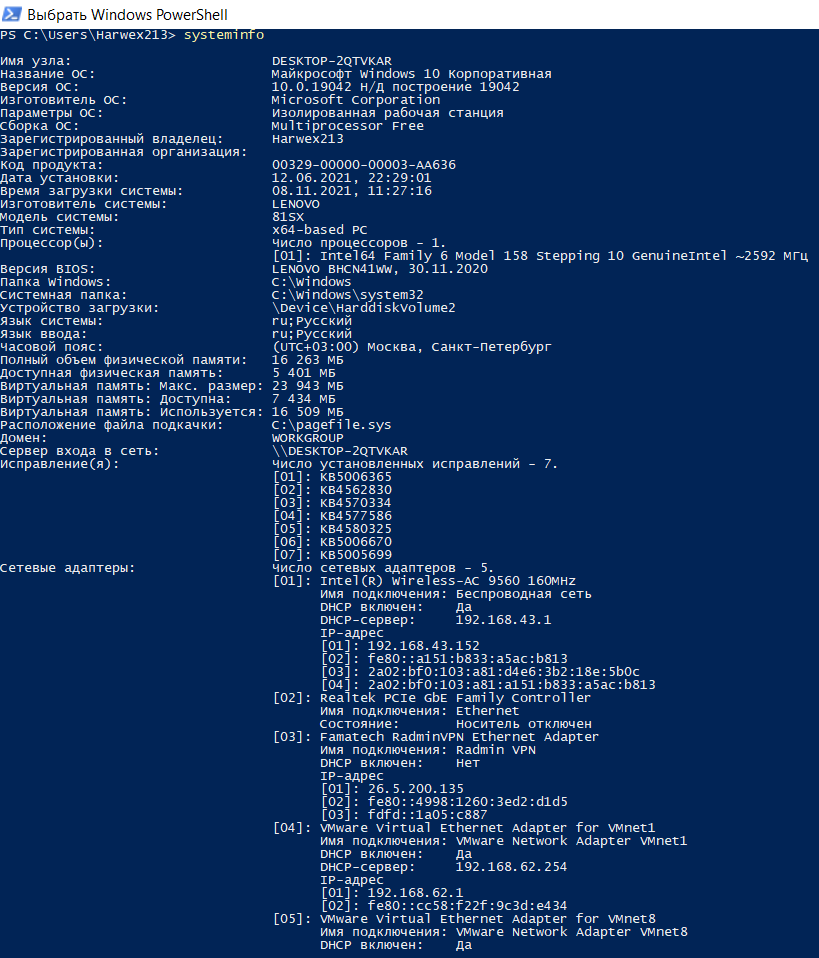 Выбрать Windows PowerShell
PS C:\Users\Harwex213> systeminfo
Имя узла: DESKTOP-2QTVKAR
Название ОС: Майкрософт Windows 10 Корпоративная
Версия ОС: 10.0.19042 Н/Д построение 19042
Изготовитель ОС: Microsoft Corporation
Параметры ОС: Изолированная рабочая станция
Сборка ОС: Multiprocessor Free
Зарегистрированный владелец: Harwex213
Зарегистрированная организация:
Код продукта: 00329-00000-00003-AA636
Дата установки: 12.06.2021, 22:29:01
Время загрузки системы: 08.11.2021, 11:27:16
Изготовитель системы: LENOVO
Модель системы: 81SX
Тип системы: x64-based PC
Процессор(ы): Число процессоров - 1.
[01]: Intel64 Family 6 Model 158 Stepping 10 GenuineIntel ~2592 МГц
Версия BIOS: LENOVO BHCN41WW, 30.11.2020
Папка Windows: C:\Windows
Системная папка: C:\Windows\system32
Устройство загрузки: \Device\HarddiskVolume2
Язык системы: ru;Русский
Язык ввода: ru;Русский
Часовой пояс: (UTC+03:00) Москва, Санкт-Петербург
Полный объем физической памяти: 16 263 МБ
Доступная физическая память: 5 401 МБ
Виртуальная память: Макс. размер: 23 943 МБ
Виртуальная память: Доступна: 7 434 МБ
Виртуальная память: Используется: 16 509 МБ
Расположение файла подкачки: C:\pagefile.sys
Домен: WORKGROUP
Сервер входа в сеть: \\DESKTOP-2QTVKAR
Исправление(я): Число установленных исправлений - 7.
[01]: KB5006365
[02]: KB4562830
[03]: KB4570334
[04]: KB4577586
[05]: KB4580325
[06]: KB5006670
[07]: KB5005699
Сетевые адаптеры: Число сетевых адаптеров - 5.
[01]: Intel(R) Wireless-AC 9560 160MHz
Имя подключения: Беспроводная сеть
DHCP включен: Да
DHCP-сервер: 192.168.43.1
IP-адрес
[01]: 192.168.43.152
[02]: fe80::a151:b833:a5ac:b813
[03]: 2a02:bf0:103:a81:d4e6:3b2:18e:5b0c
[04]: 2a02:bf0:103:a81:a151:b833:a5ac:b813
[02]: Realtek PCIe GbE Family Controller
Имя подключения: Ethernet
Состояние: Носитель отключен
[03]: Famatech RadminVPN Ethernet Adapter
Имя подключения: Radmin VPN
DHCP включен: Нет
IP-адрес
[01]: 26.5.200.135
[02]: fe80::4998:1260:3ed2:d1d5
[03]: fdfd::1a05:c887
[04]: VMware Virtual Ethernet Adapter for VMnet1
Имя подключения: VMware Network Adapter VMnet1
DHCP включен: Да
DHCP-сервер: 192.168.62.254
IP-адрес
[01]: 192.168.62.1
[02]: fe80::cc58:f22f:9c3d:e434
[05]: VMware Virtual Ethernet Adapter for VMnet8
Имя подключения: VMware Network Adapter VMnet8
DHCP включен: Да